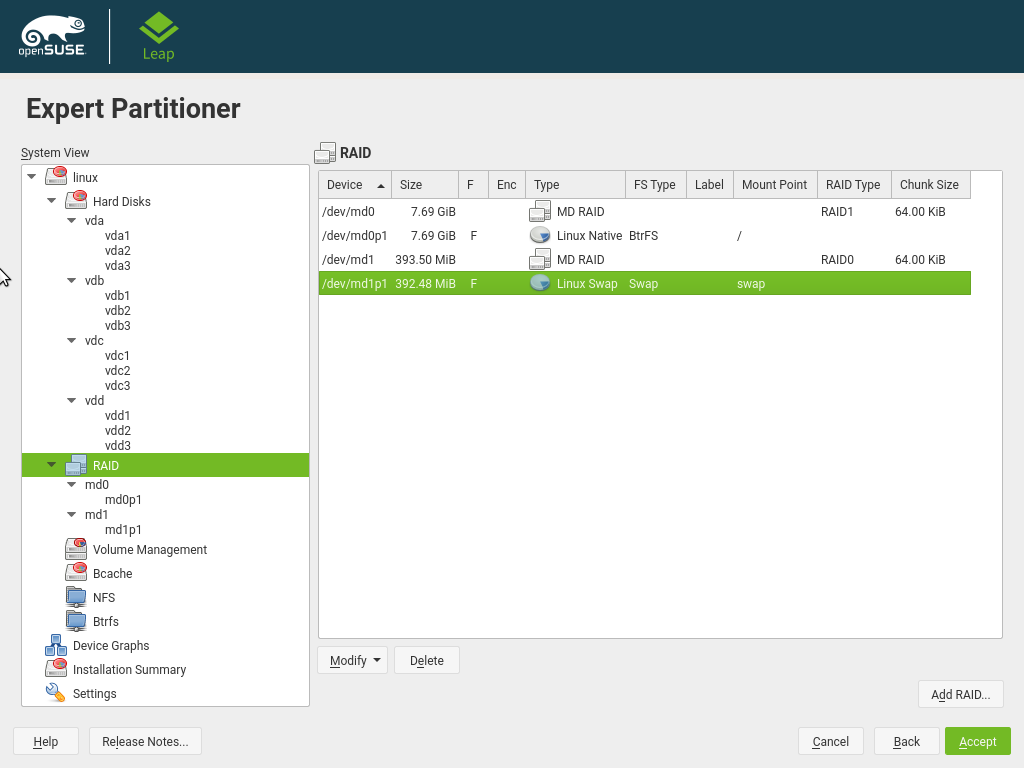 openSUSE
Leap
Expert Partitioner
System View
linux
Hard Disks
vda
vda1
vda2
vda3
vdb
vdb1
vdb2
vdb3
vdc
vdc1
vdc2
vdc3
vdd
vdd1
vdd2
vdd3
RAID
md0
md0p1
md1
md1p1
Volume Management
Bcache
NFS
Btrfs
Device Graphs
Installation Summary
Settings
RAID
Device Size F Enc Type FS Type Label Mount Point RAID Type Chunk Size
/dev/md0 7.69 GiB MD RAID RAID1 64.00 KiB
/dev/md0p1 7.69 GiB F Linux Native BtrFS /
/dev/md1 393.50 MiB MD RAID RAID0 64.00 KiB
/dev/md1p1 392.48 MiB F Linux Swap Swap swap
Modify Delete
Add RAID...
Help Release Notes... Cancel Back Accept